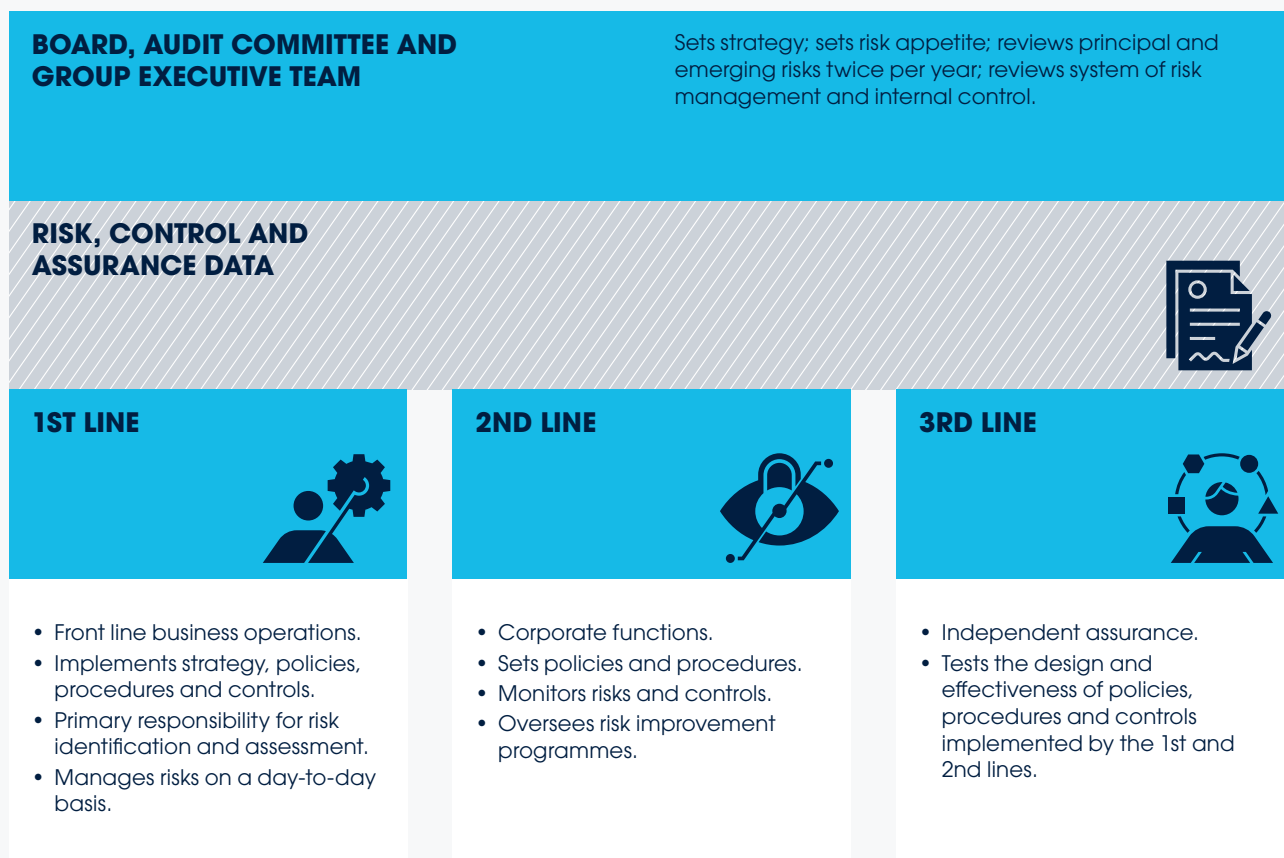 BOARD, AUDIT COMMITTEE AND
GROUP EXECUTIVE TEAM
Sets strategy; sets risk appetite; reviews principal and
emerging risks twice per year; reviews system of risk
management and internal control.
RISK, CONTROL AND
ASSURANCE DATA
1ST LINE
• Front line business operations.
• Implements strategy, policies,
procedures and controls.
• Primary responsibility for risk
identification and assessment.
• Manages risks on a day-to-day
basis.
2ND LINE
• Corporate functions.
• Sets policies and procedures.
• Monitors risks and controls.
• Oversees risk improvement
programmes.
3RD LINE
• Independent assurance.
• Tests the design and
effectiveness of policies,
procedures and controls
implemented by the 1st and
2nd lines.